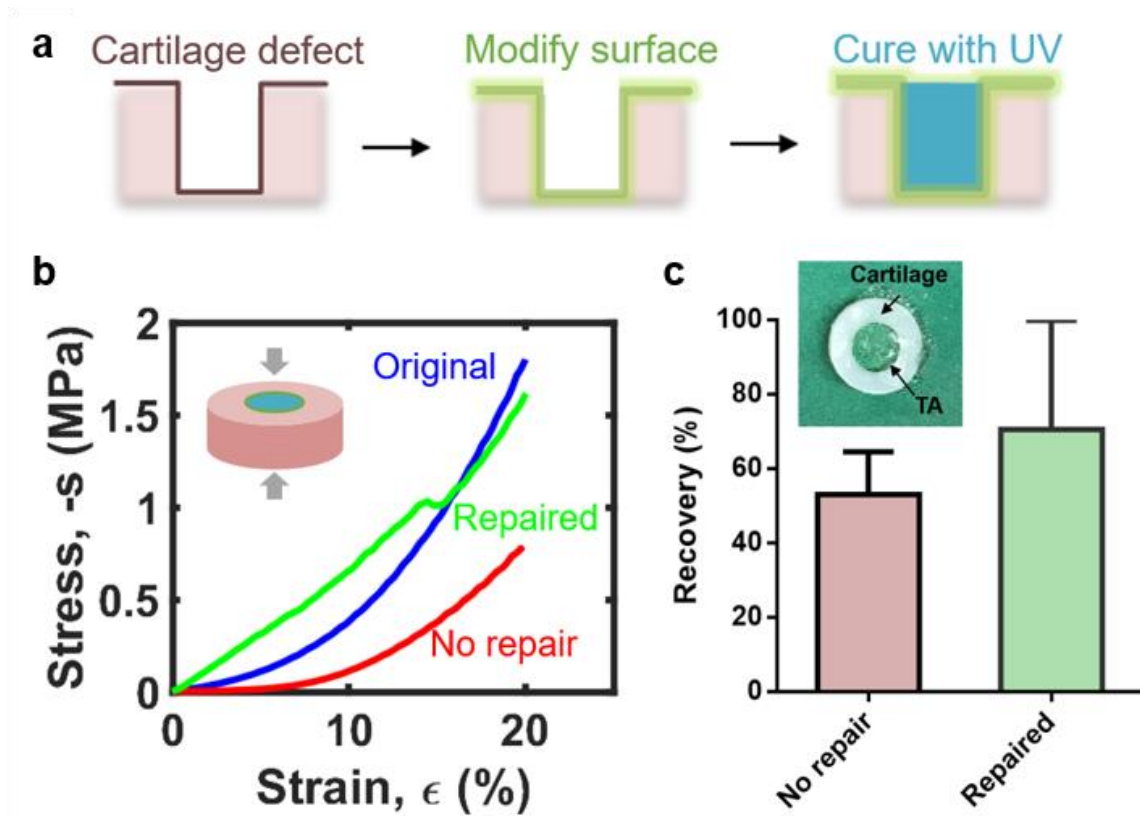 a
Cartilage defect
Modify surface
Cure with UV
b
Stress, -s (MPa)
2
1.5
1
0.5
0
Original
Repaired
No repair
0
10
20
Strain, ϵ (%)
c
Recovery (%)
100
80
60
40
20
0
Cartilage
TA
No repair
Repaired